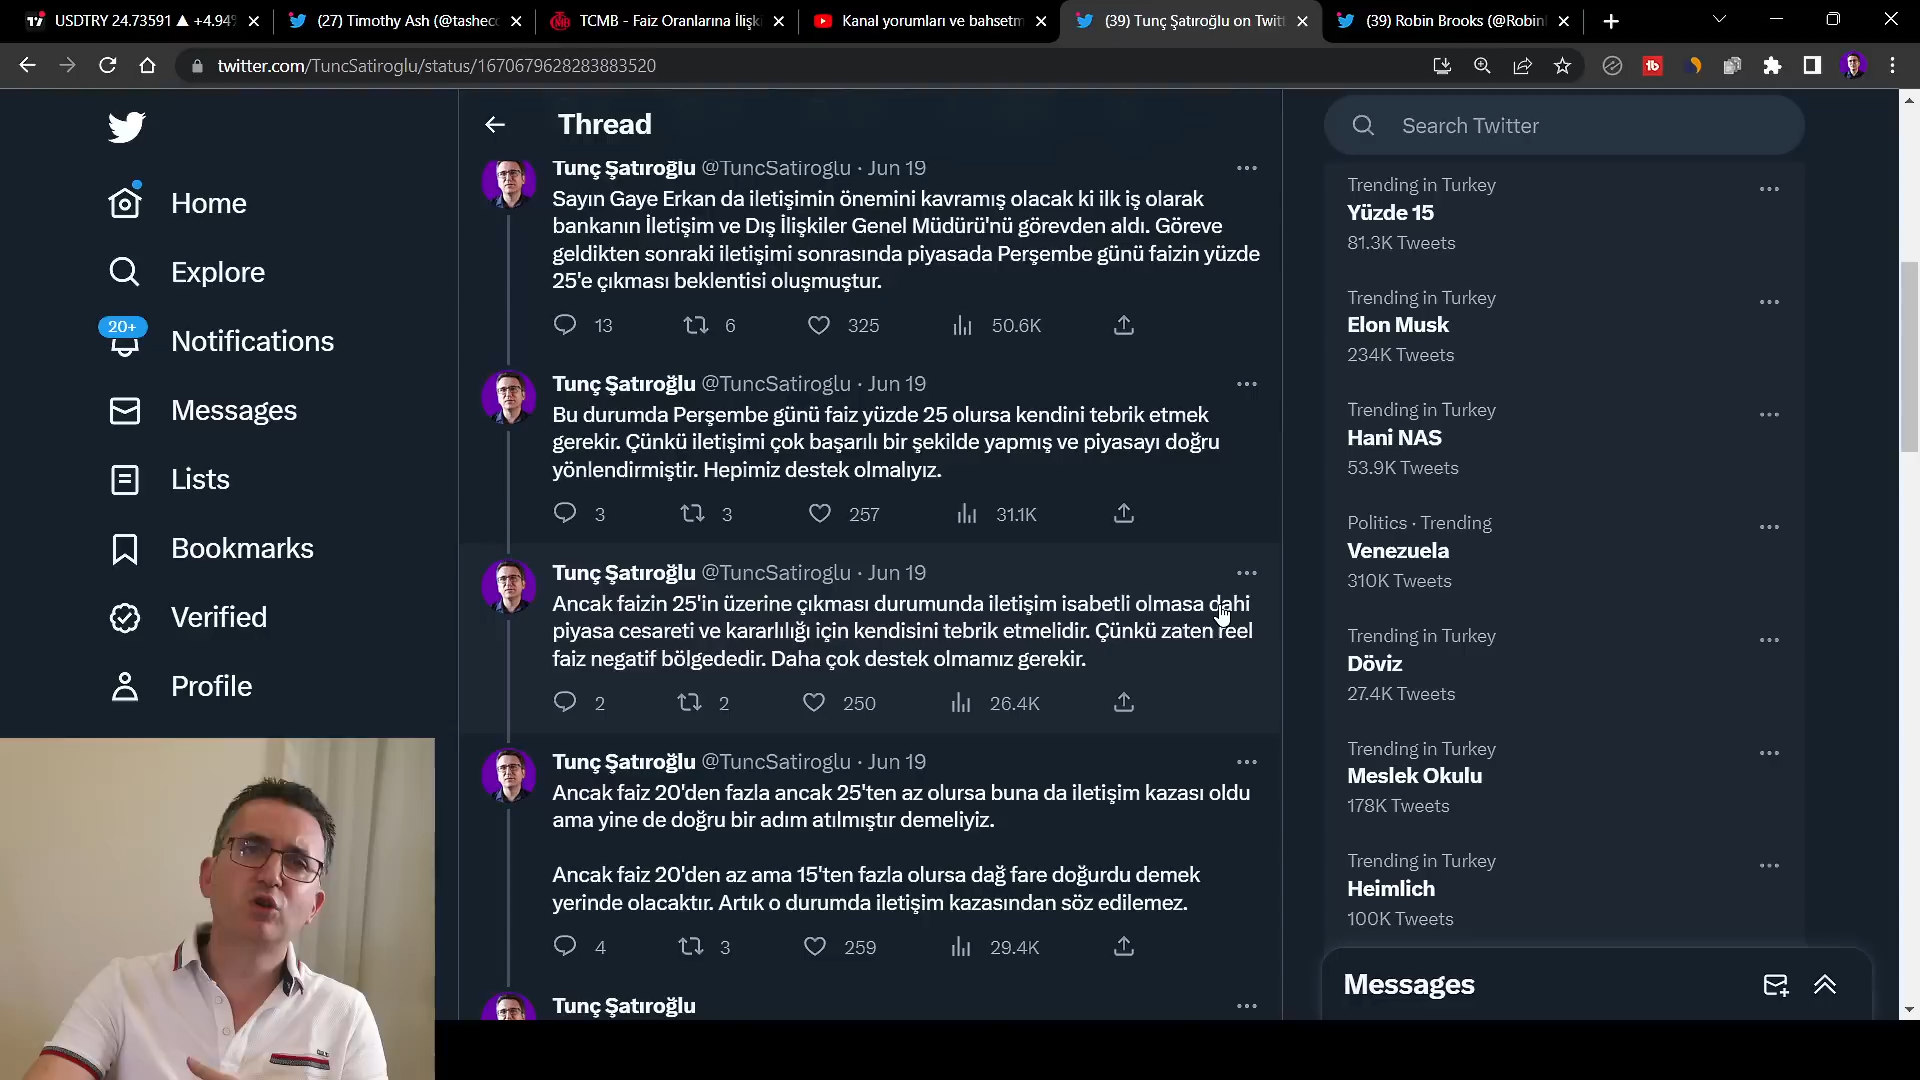 USDTRY 24.73591 ▲ +4.94%
(27) Timothy Ash (@tashecc
TCMB - Faiz Oranlarına İlişki
Kanal yorumları ve bahsetm
(39) Tunç Şatıroğlu on Twitt
(39) Robin Brooks (@Robinl
twitter.com/TuncSatiroglu/status/1670679628283883520
Home
Explore
20+
Notifications
Messages
Lists
Bookmarks
Verified
Profile
Thread
Tunç Şatıroğlu @TuncSatiroglu · Jun 19
Sayın Gaye Erkan da iletişimin önemini kavramış olacak ki ilk iş olarak
bankanın İletişim ve Dış İlişkiler Genel Müdürü'nü görevden aldı. Göreve
geldikten sonraki iletişimi sonrasında piyasada Perşembe günü faizin yüzde
25'e çıkması beklentisi oluşmuştur.
13 6 325 50.6K
Tunç Şatıroğlu @TuncSatiroglu · Jun 19
Bu durumda Perşembe günü faiz yüzde 25 olursa kendini tebrik etmek
gerekir. Çünkü iletişimi çok başarılı bir şekilde yapmış ve piyasayı doğru
yönlendirmiştir. Hepimiz destek olmalıyız.
3 3 257 31.1K
Tunç Şatıroğlu @TuncSatiroglu · Jun 19
Ancak faizin 25'in üzerine çıkması durumunda iletişim isabetli olmasa dahi
piyasa cesareti ve kararlılığı için kendisini tebrik etmelidir. Çünkü zaten reel
faiz negatif bölgededir. Daha çok destek olmamız gerekir.
2 2 250 26.4K
Tunç Şatıroğlu @TuncSatiroglu · Jun 19
Ancak faiz 20'den fazla ancak 25'ten az olursa buna da iletişim kazası oldu
ama yine de doğru bir adım atılmıştır demeliyiz.
Ancak faiz 20'den az ama 15'ten fazla olursa dağ fare doğurdu demek
yerinde olacaktır. Artık o durumda iletişim kazasından söz edilemez.
4 3 259 29.4K
Tunç Şatıroğlu
Search Twitter
Trending in Turkey
Yüzde 15
81.3K Tweets
Trending in Turkey
Elon Musk
234K Tweets
Trending in Turkey
Hani NAS
53.9K Tweets
Politics · Trending
Venezuela
310K Tweets
Trending in Turkey
Döviz
27.4K Tweets
Trending in Turkey
Meslek Okulu
178K Tweets
Trending in Turkey
Heimlich
100K Tweets
Messages